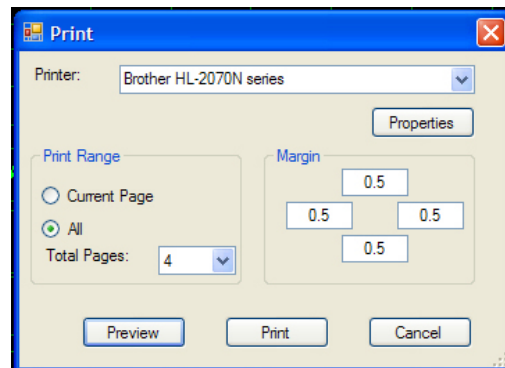 Print
Printer: Brother HL-2070N series
Properties
Print Range
Current Page
All
Total Pages: 4
Margin
0.5
0.5 0.5
0.5
Preview Print Cancel